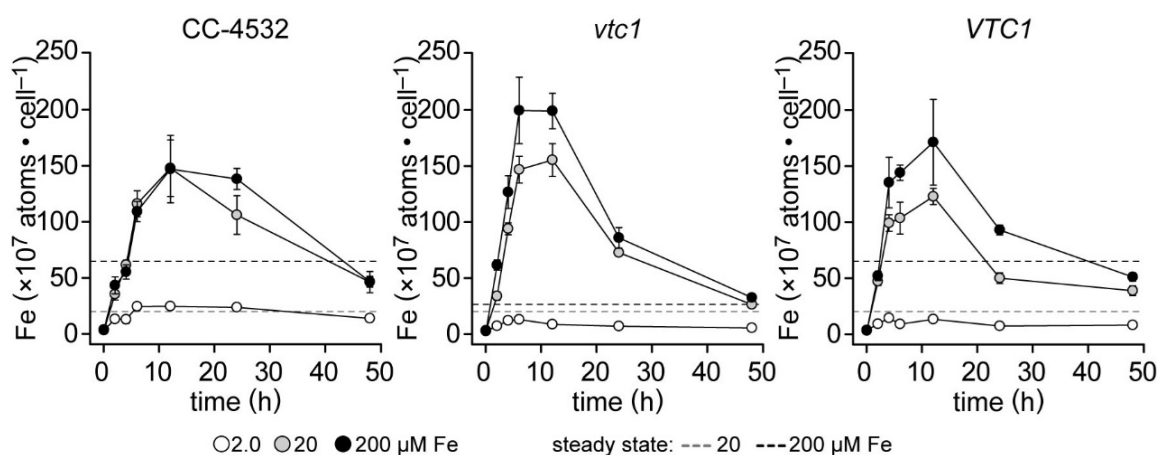 CC-4532
vtc1
VTC1
Fe (×10⁷ atoms • cell⁻¹)
250
200
150
100
50
0
0 10 20 30 40 50
time (h)
Fe (×10⁷ atoms • cell⁻¹)
250
200
150
100
50
0
0 10 20 30 40 50
time (h)
Fe (×10⁷ atoms • cell⁻¹)
250
200
150
100
50
0
0 10 20 30 40 50
time (h)
2.0 20 200 µM Fe steady state: 20 200 µM Fe